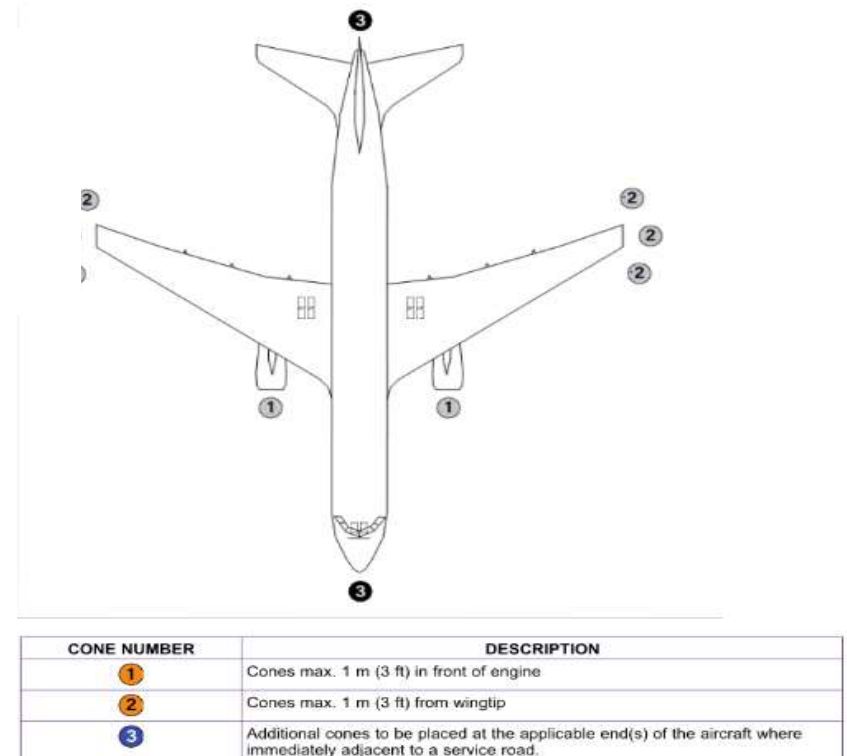 3
2
2
2
2
2
1
1
3
CONE NUMBER DESCRIPTION
1 Cones max. 1 m (3 ft) in front of engine
2 Cones max. 1 m (3 ft) from wingtip
3 Additional cones to be placed at the applicable end(s) of the aircraft where
immediately adjacent to a service road.